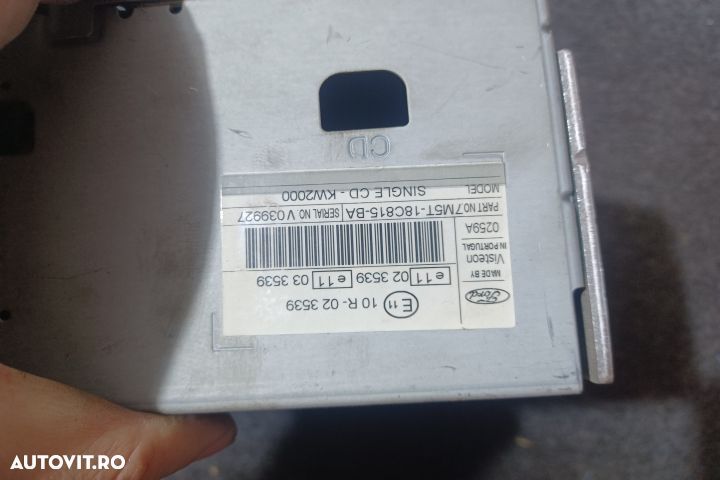 Ford
MADE BY
Visteon
IN PORTUGAL
0259A
E11 10 R- 02 3539
e11 02 3539 e11 03 3539
PART NO.7M5T-18C815-BA SERIAL NO V 039927
MODEL SINGLE CD - KW2000
CD
AUTOVIT.RO